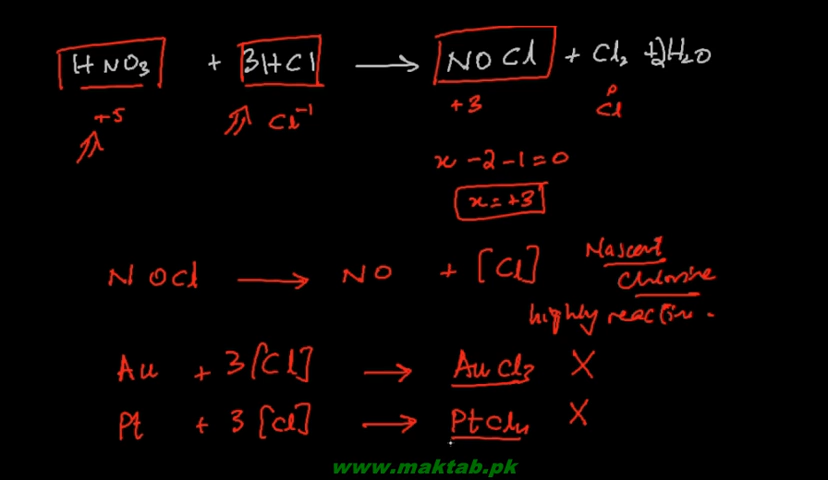 HNO₃ + 3HCl → NOCl + Cl₂ + 2H₂O
+5 Cl⁻¹ +3 Cl⁰
x - 2 - 1 = 0
x = +3
NOCl → NO + [Cl] Nascent
Chlorine
highly reactive.
Au + 3[Cl] → AuCl₃ X
Pt + 3[Cl] → PtCl₄ X
www.maktab.pk